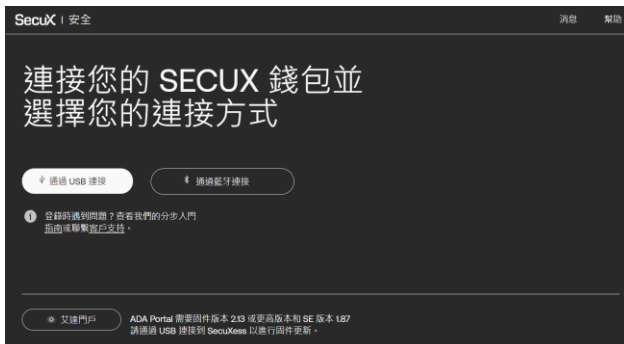 SecuX | 安全
消息 幫助
連接您的 SECUX 錢包並
選擇您的連接方式
通過 USB 連接 通過藍牙連接
登錄時遇到問題？查看我們的分步入門
指南或聯繫客戶支持。
艾達門戶
ADA Portal 需要固件版本 2.13 或更高版本和 SE 版本 1.87
請通過 USB 連接到 SecuXess 以進行固件更新。